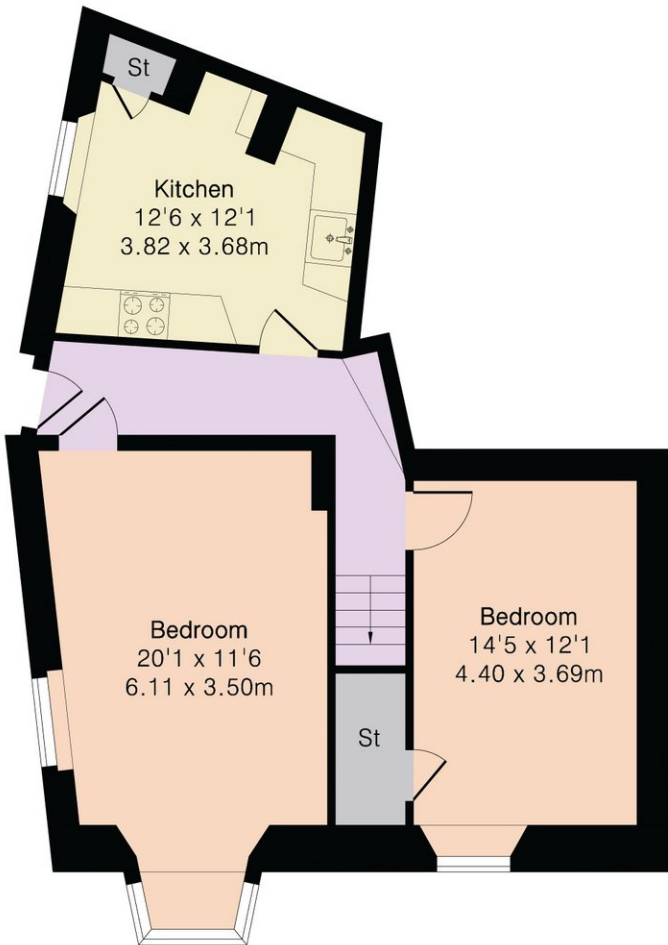 St
Kitchen
12'6 x 12'1
3.82 x 3.68m
Bedroom
20'1 x 11'6
6.11 x 3.50m
Bedroom
14'5 x 12'1
4.40 x 3.69m
St